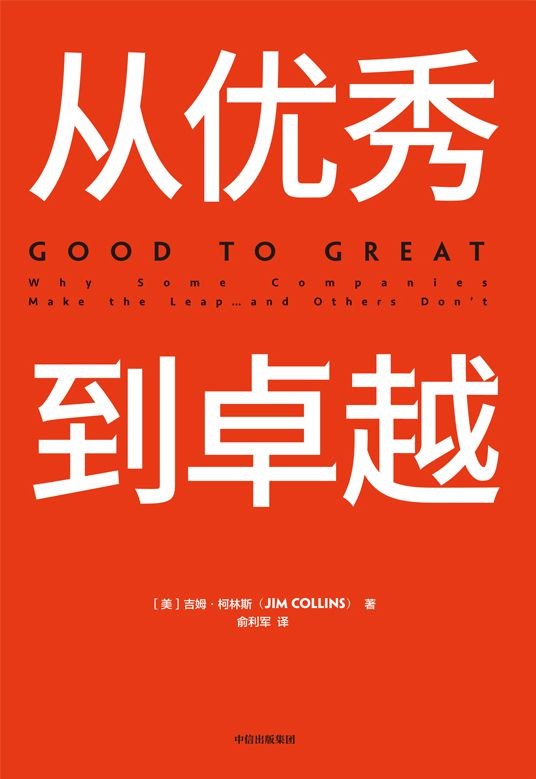 从优秀
GOOD TO GREAT
Why Some Companies
Make the Leap...and Others Don't
到卓越
[美]吉姆·柯林斯（JIM COLLINS） 著
俞利军 译
中信出版集团